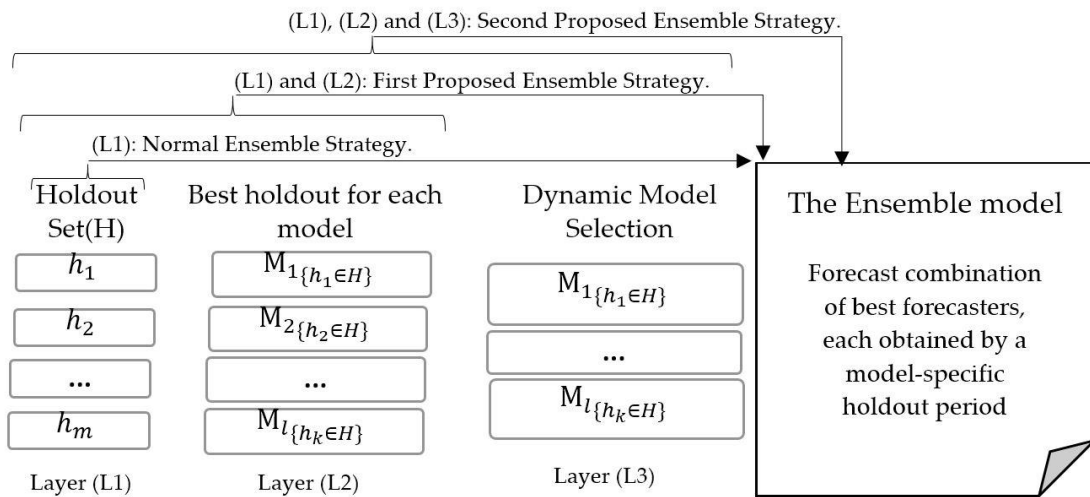 (L1), (L2) and (L3): Second Proposed Ensemble Strategy.
(L1) and (L2): First Proposed Ensemble Strategy.
(L1): Normal Ensemble Strategy.
Holdout
Set(H)
h₁
h₂
...
hₘ
Layer (L1)
Best holdout for each
model
M₁{h₁∈H}
M₂{h₂∈H}
...
Mₗ{hₖ∈H}
Layer (L2)
Dynamic Model
Selection
M₁{h₁∈H}
...
Mₗ{hₖ∈H}
Layer (L3)
The Ensemble model
Forecast combination
of best forecasters,
each obtained by a
model-specific
holdout period